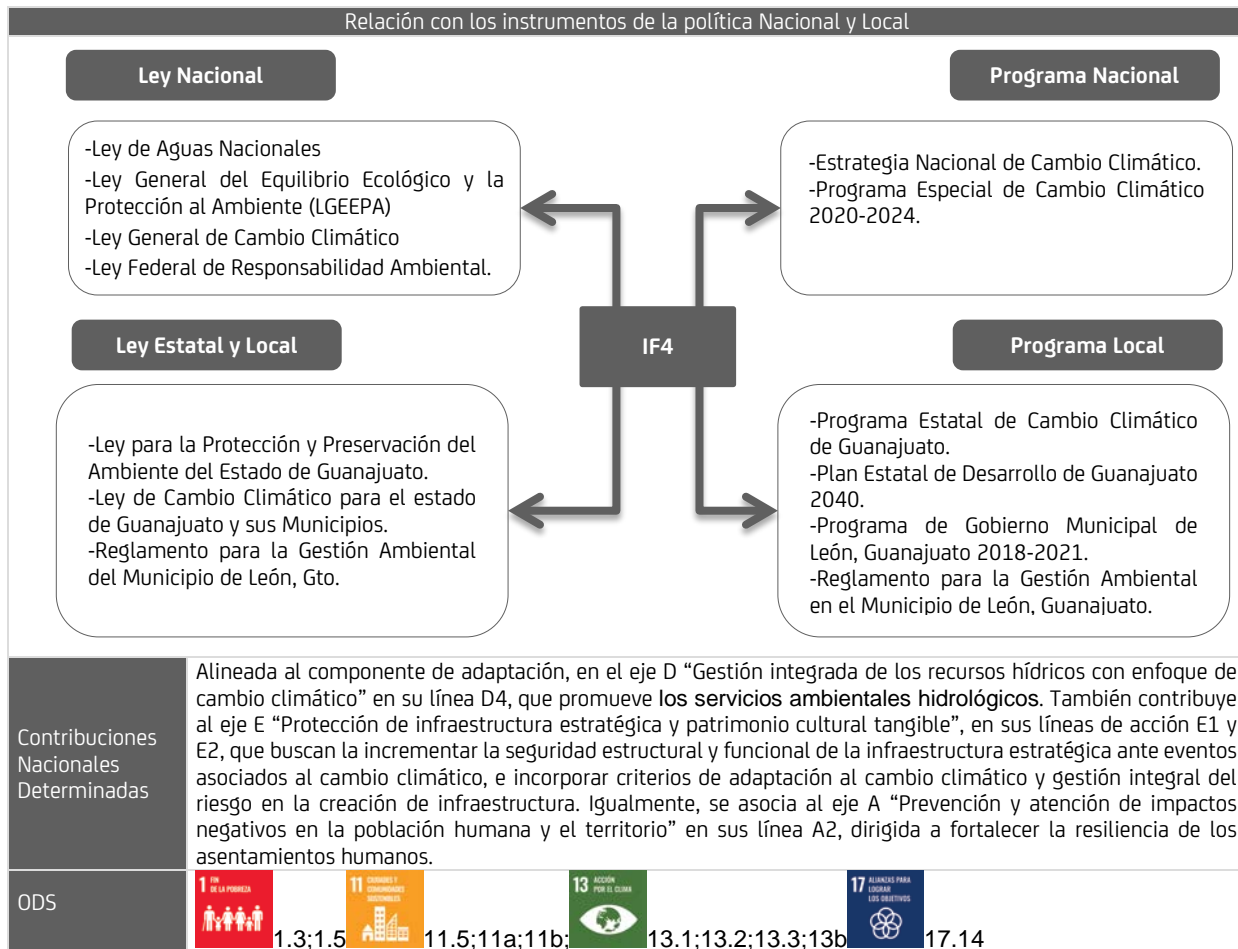 Relación con los instrumentos de la política Nacional y Local
Ley Nacional
-Ley de Aguas Nacionales
-Ley General del Equilibrio Ecológico y la
Protección al Ambiente (LGEEPA)
-Ley General de Cambio Climático
-Ley Federal de Responsabilidad Ambiental.
Programa Nacional
-Estrategia Nacional de Cambio Climático.
-Programa Especial de Cambio Climático
2020-2024.
IF4
Ley Estatal y Local
-Ley para la Protección y Preservación del
Ambiente del Estado de Guanajuato.
-Ley de Cambio Climático para el estado
de Guanajuato y sus Municipios.
-Reglamento para la Gestión Ambiental
del Municipio de León, Gto.
Programa Local
-Programa Estatal de Cambio Climático
de Guanajuato.
-Plan Estatal de Desarrollo de Guanajuato
2040.
-Programa de Gobierno Municipal de
León, Guanajuato 2018-2021.
-Reglamento para la Gestión Ambiental
en el Municipio de León, Guanajuato.
Contribuciones
Nacionales
Determinadas
Alineada al componente de adaptación, en el eje D “Gestión integrada de los recursos hídricos con enfoque de
cambio climático” en su línea D4, que promueve los servicios ambientales hidrológicos. También contribuye
al eje E “Protección de infraestructura estratégica y patrimonio cultural tangible”, en sus líneas de acción E1 y
E2, que buscan la incrementar la seguridad estructural y funcional de la infraestructura estratégica ante eventos
asociados al cambio climático, e incorporar criterios de adaptación al cambio climático y gestión integral del
riesgo en la creación de infraestructura. Igualmente, se asocia al eje A “Prevención y atención de impactos
negativos en la población humana y el territorio” en sus línea A2, dirigida a fortalecer la resiliencia de los
asentamientos humanos.
ODS
1 FIN
DE LA POBREZA
1.3;1.5
11 CIUDADES Y
COMUNIDADES
SOSTENIBLES
11.5;11a;11b;
13 ACCIÓN
POR EL CLIMA
13.1;13.2;13.3;13b
17 ALIANZAS PARA
LOGRAR
LOS OBJETIVOS
17.14